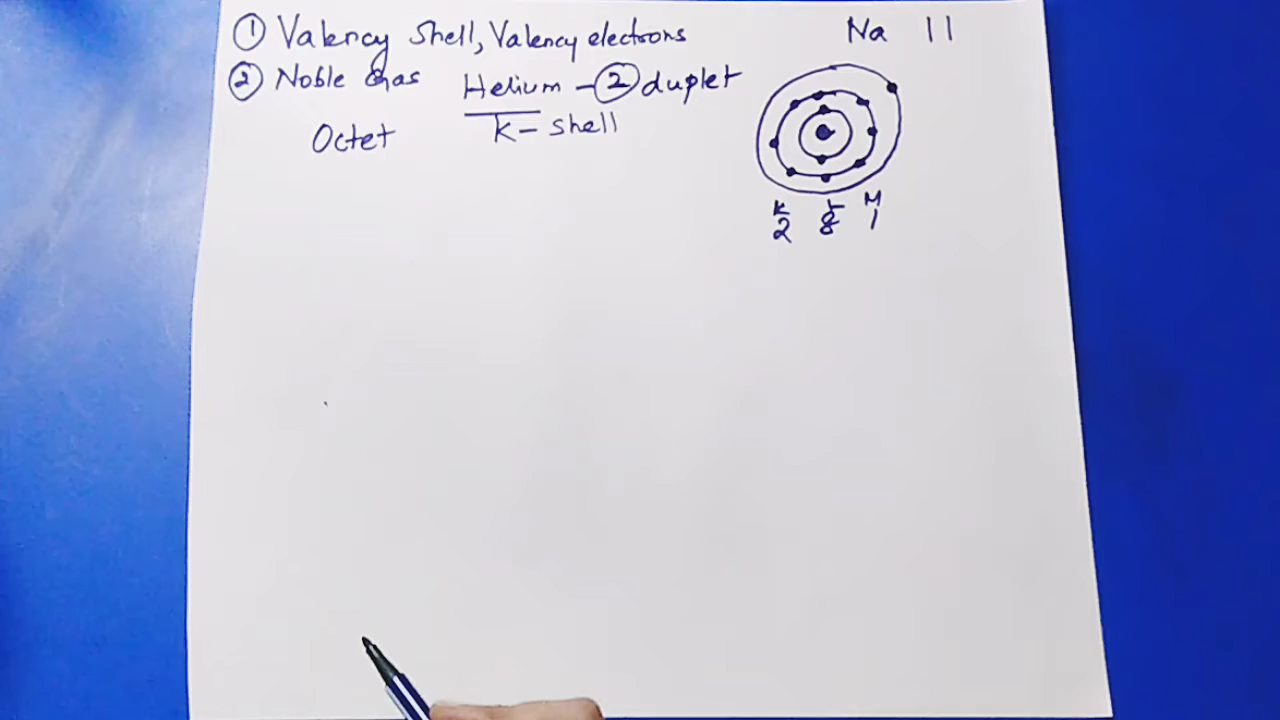 ① Valency Shell, Valency electrons
② Noble Gas Helium - ② duplet
Octet K - Shell
Na 11
K L M
2 8 1